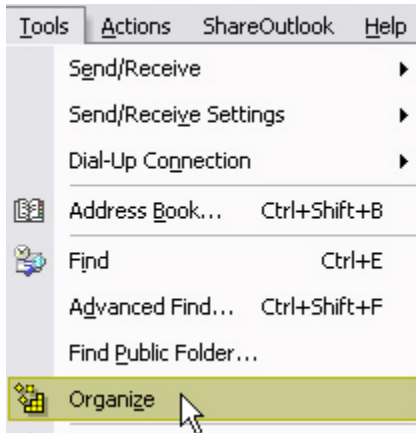 Tools Actions ShareOutlook Help
Send/Receive
Send/Receive Settings
Dial-Up Connection
Address Book... Ctrl+Shift+B
Find Ctrl+E
Advanced Find... Ctrl+Shift+F
Find Public Folder...
Organize